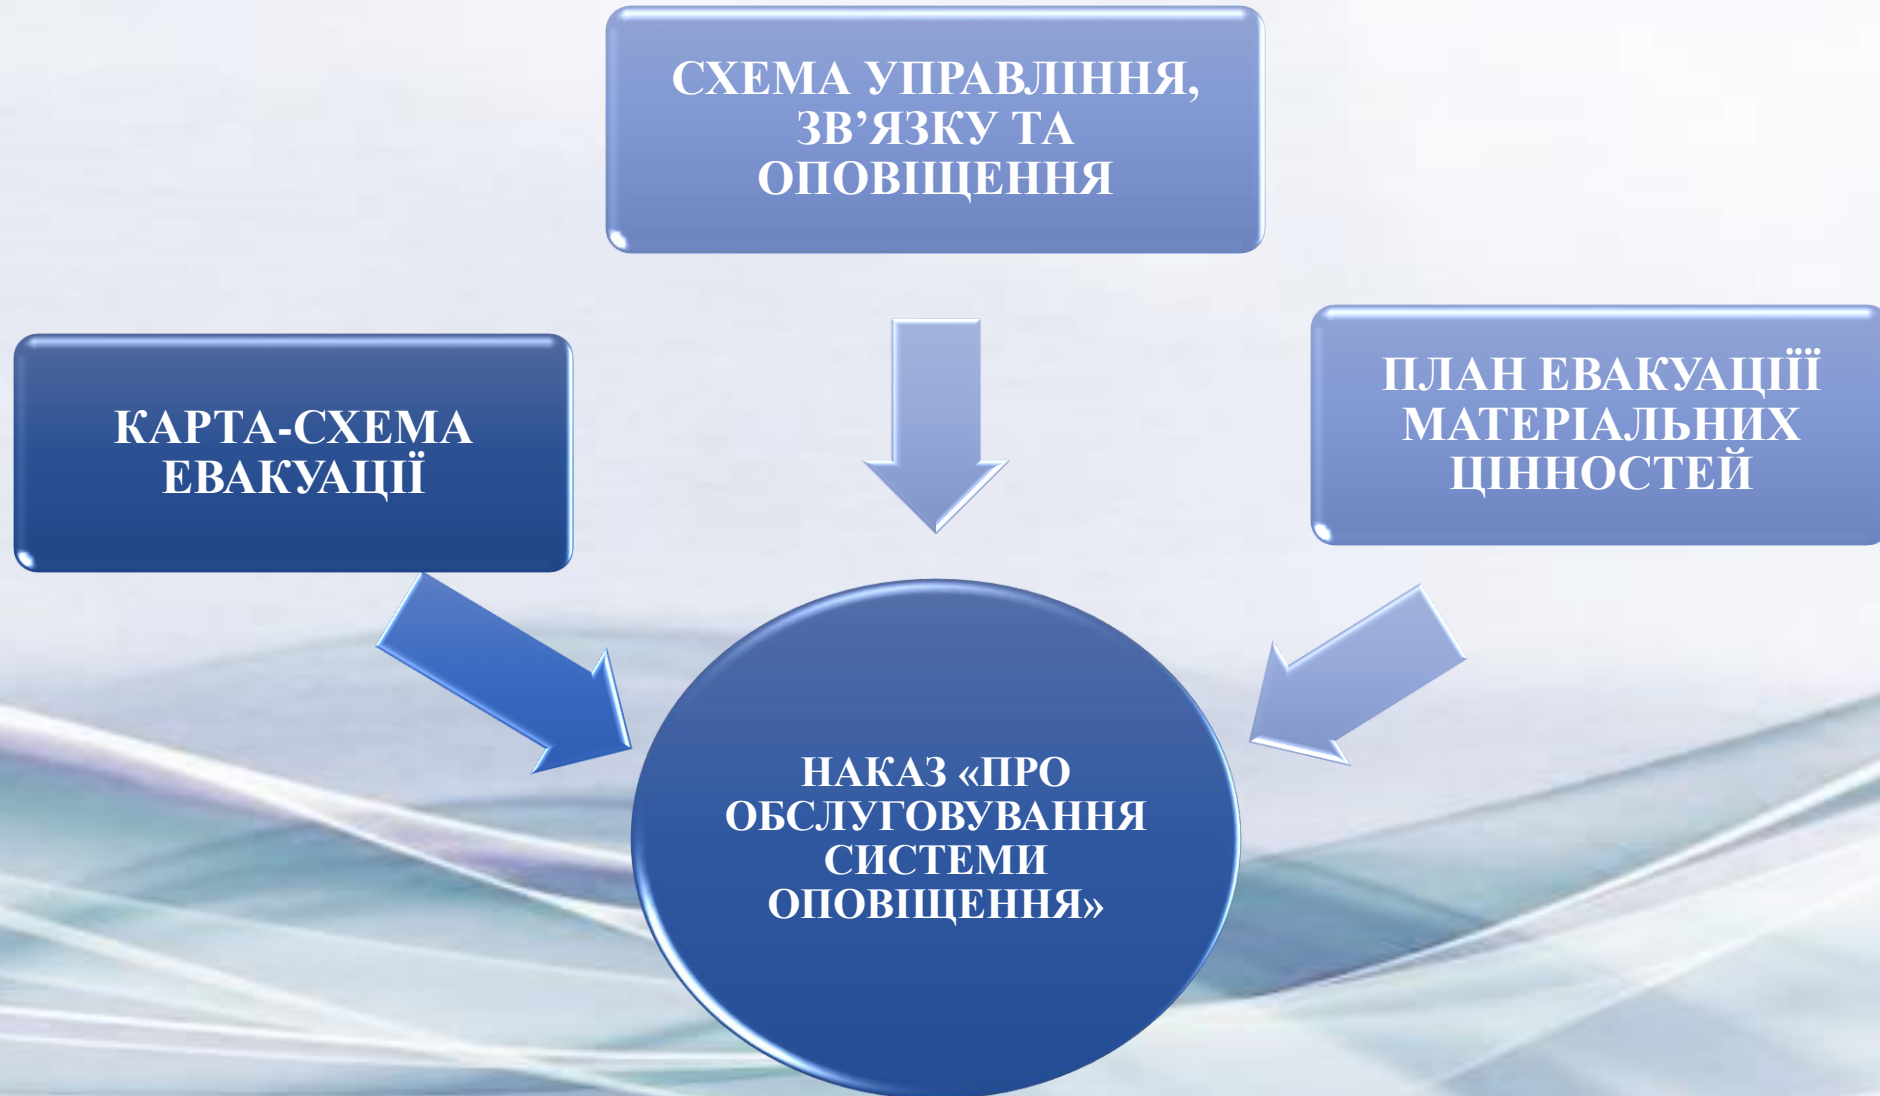 СХЕМА УПРАВЛІННЯ,
ЗВ’ЯЗКУ ТА
ОПОВІЩЕННЯ
КАРТА-СХЕМА
ЕВАКУАЦІЇ
ПЛАН ЕВАКУАЦІЇЇ
МАТЕРІАЛЬНИХ
ЦІННОСТЕЙ
НАКАЗ «ПРО
ОБСЛУГОВУВАННЯ
СИСТЕМИ
ОПОВІЩЕННЯ»